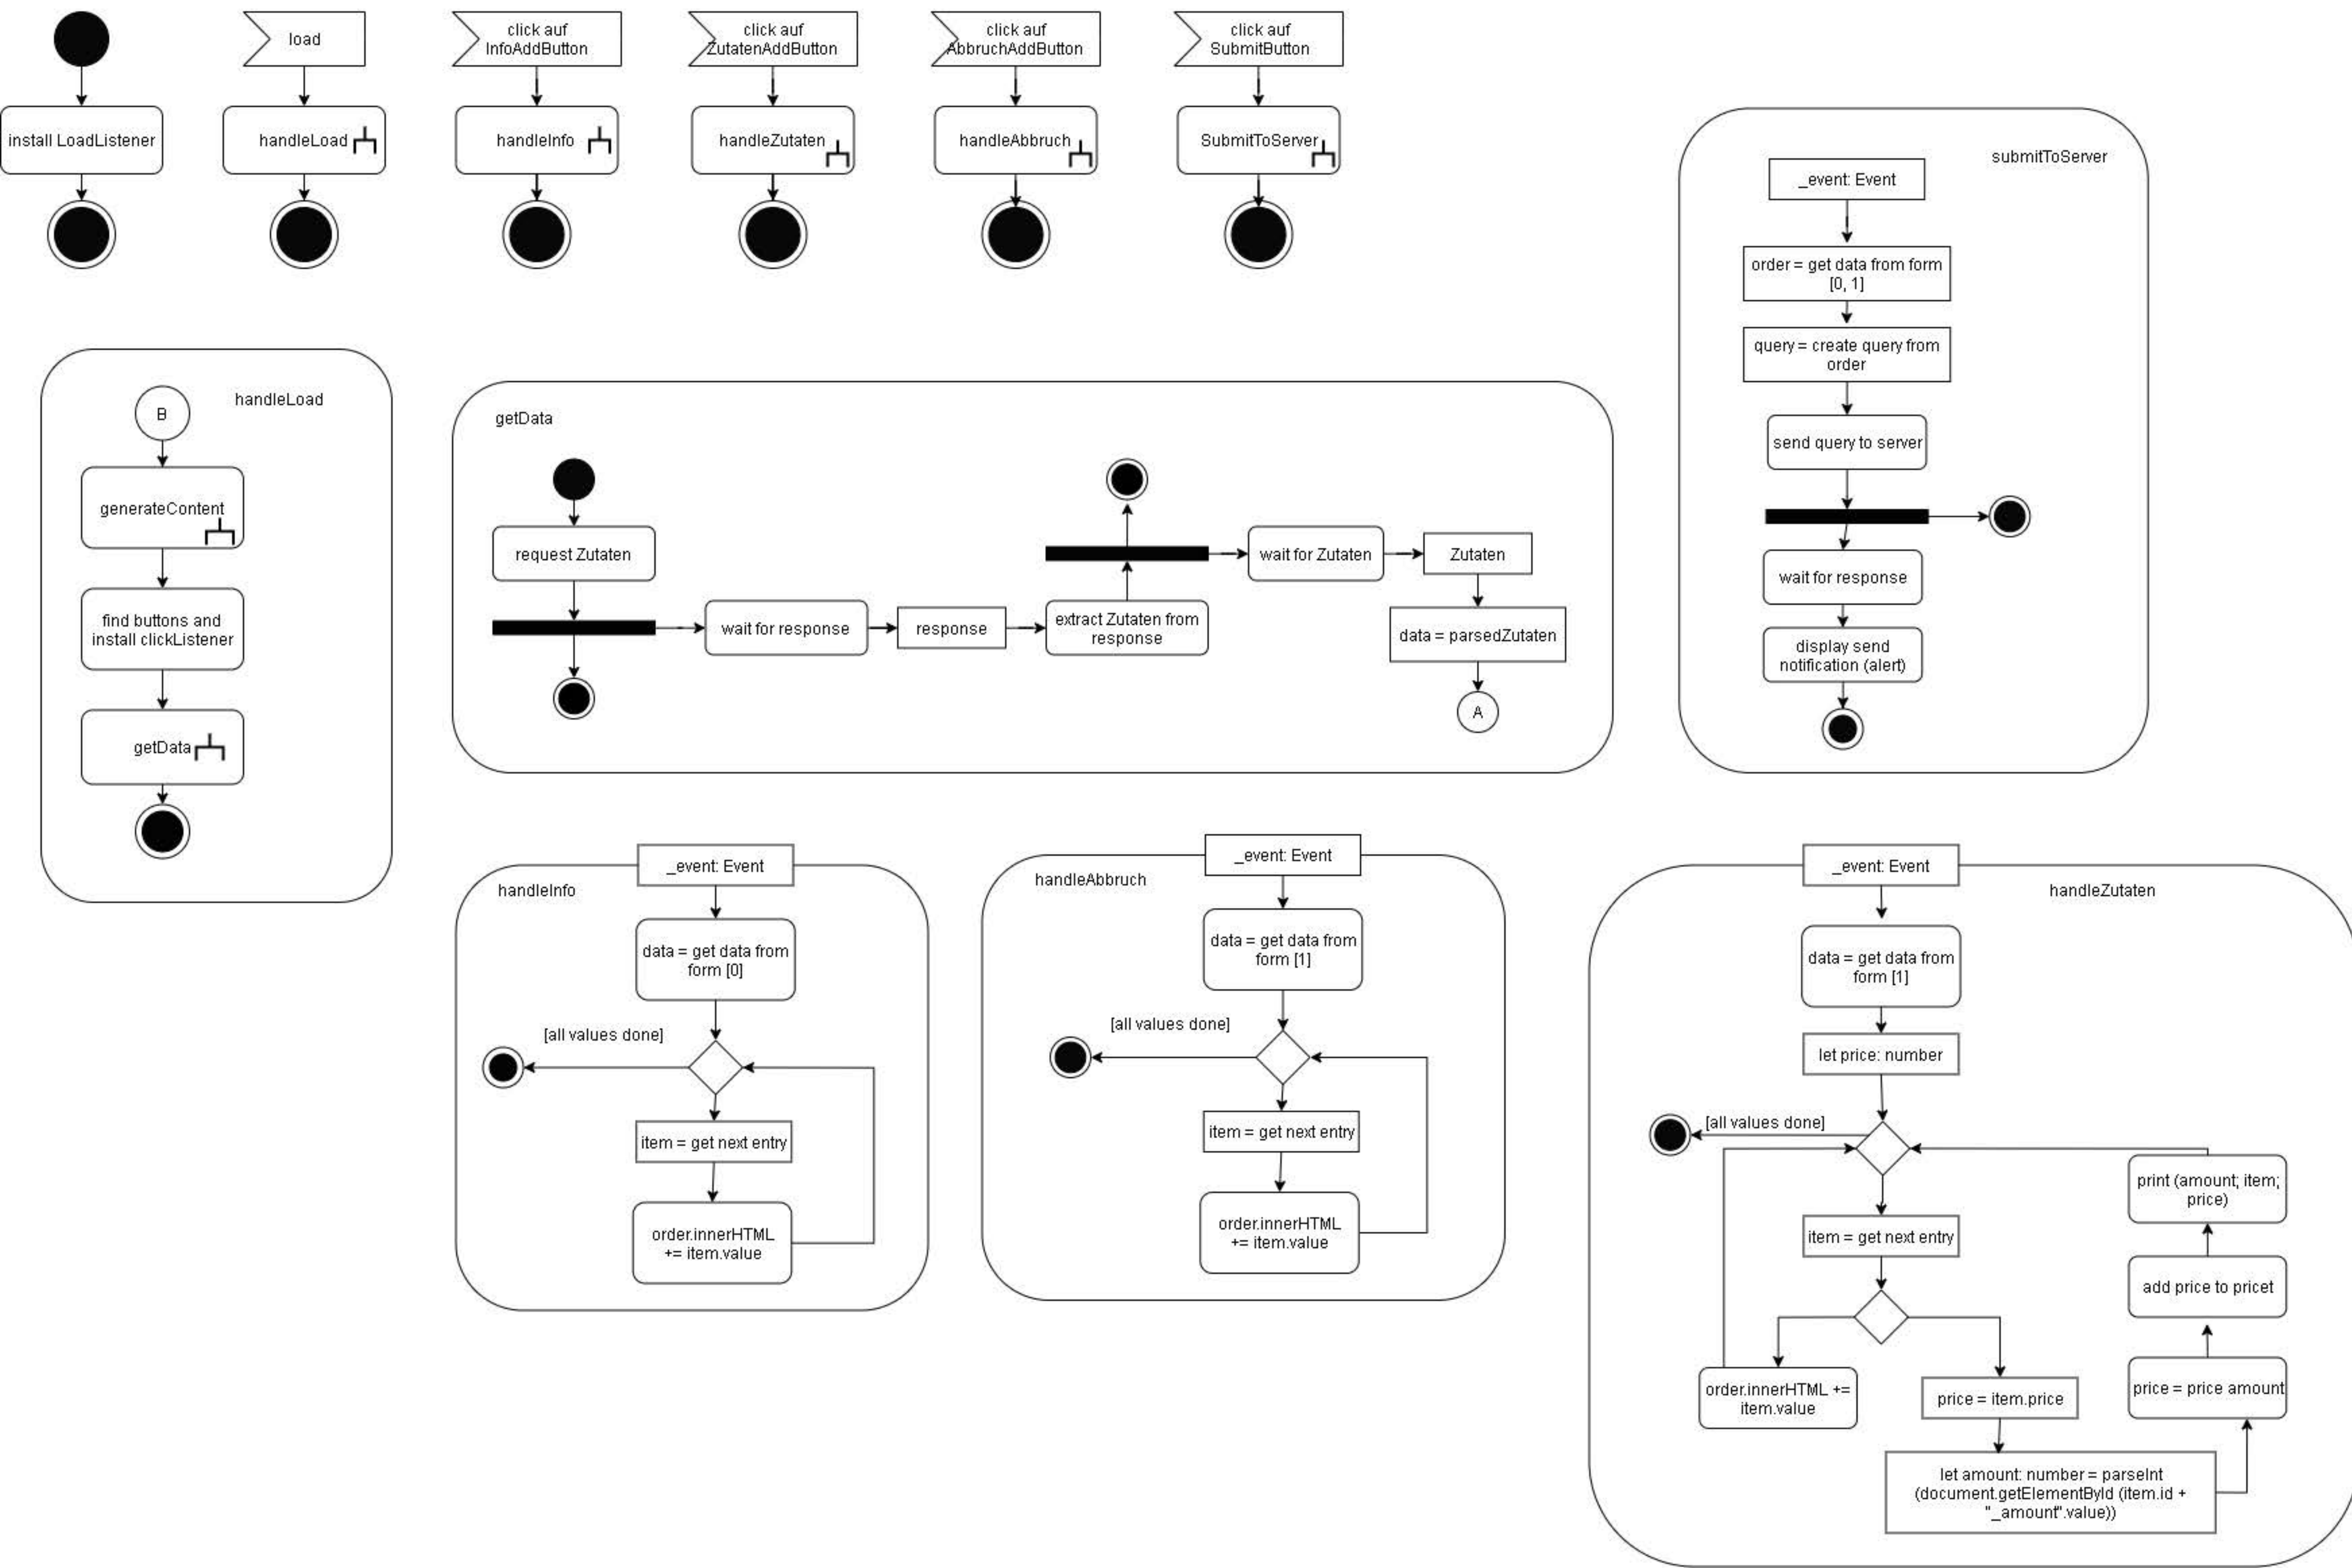 load
click auf
InfoAddButton
click auf
ZutatenAddButton
click auf
AbbruchAddButton
click auf
SubmitButton
install LoadListener
handleLoad
handleInfo
handleZutaten
handleAbbruch
SubmitToServer
submitToServer
_event: Event
order = get data from form
[0, 1]
query = create query from
order
send query to server
wait for response
display send
notification (alert)
handleLoad
B
generateContent
find buttons and
install clickListener
getData
getData
request Zutaten
wait for response
response
extract Zutaten from
response
wait for Zutaten
Zutaten
data = parsedZutaten
A
handleInfo
_event: Event
data = get data from
form [0]
[all values done]
item = get next entry
order.innerHTML
+= item.value
handleAbbruch
_event: Event
data = get data from
form [1]
[all values done]
item = get next entry
order.innerHTML
+= item.value
handleZutaten
_event: Event
data = get data from
form [1]
let price: number
[all values done]
item = get next entry
order.innerHTML +=
item.value
price = item.price
let amount: number = parseInt
(document.getElementById (item.id +
"_amount".value))
price = price amount
add price to pricet
print (amount; item;
price)